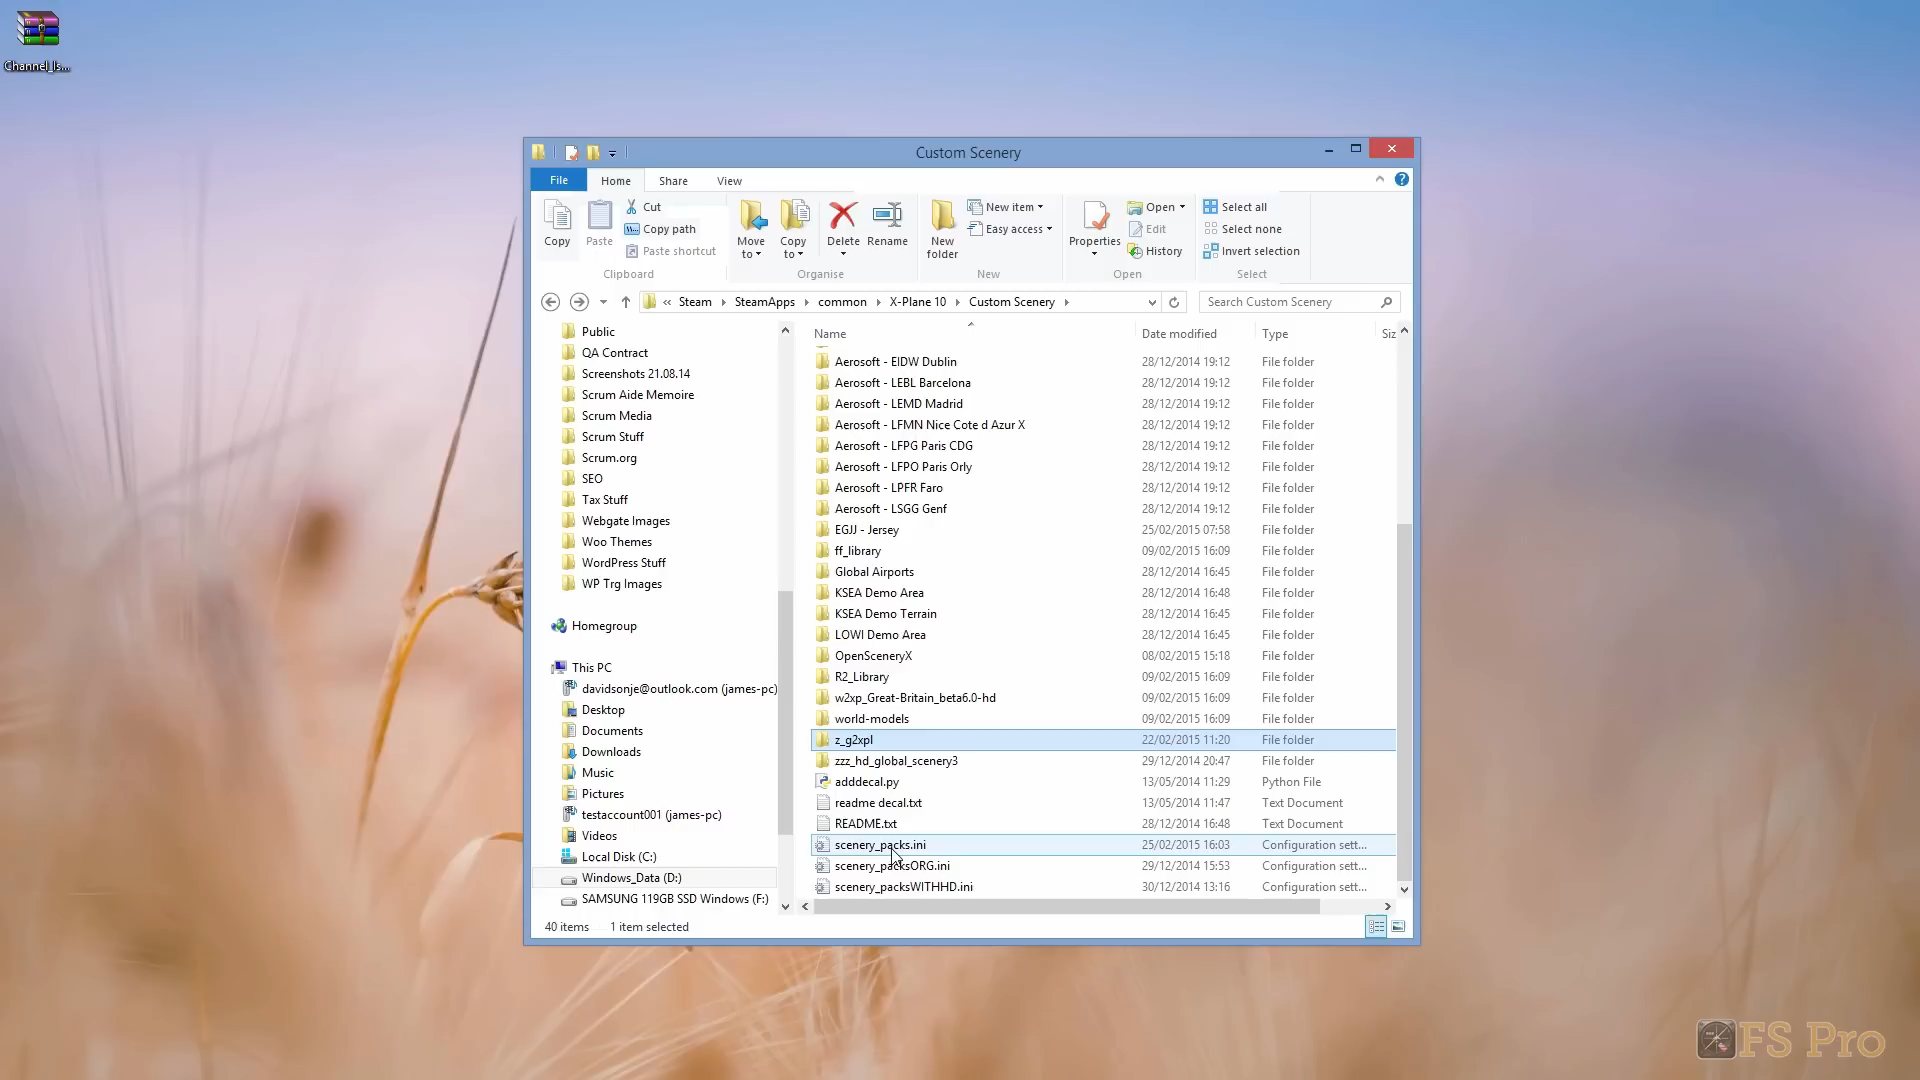 Channel_Is...
Custom Scenery
File
Home
Share
View
Copy
Paste
Cut
Copy path
Paste shortcut
Clipboard
Move to
Copy to
Delete
Rename
Organise
New folder
New item
Easy access
New
Properties
Open
Edit
History
Open
Select all
Select none
Invert selection
Select
« Steam SteamApps common X-Plane 10 Custom Scenery
Search Custom Scenery
Public
QA Contract
Screenshots 21.08.14
Scrum Aide Memoire
Scrum Media
Scrum Stuff
Scrum.org
SEO
Tax Stuff
Webgate Images
Woo Themes
WordPress Stuff
WP Trg Images
Homegroup
This PC
davidsonje@outlook.com (james-pc)
Desktop
Documents
Downloads
Music
Pictures
testaccount001 (james-pc)
Videos
Local Disk (C:)
Windows_Data (D:)
SAMSUNG 119GB SSD Windows (F:)
Name Date modified Type Siz
Aerosoft - EIDW Dublin 28/12/2014 19:12 File folder
Aerosoft - LEBL Barcelona 28/12/2014 19:12 File folder
Aerosoft - LEMD Madrid 28/12/2014 19:12 File folder
Aerosoft - LFMN Nice Cote d Azur X 28/12/2014 19:12 File folder
Aerosoft - LFPG Paris CDG 28/12/2014 19:12 File folder
Aerosoft - LFPO Paris Orly 28/12/2014 19:12 File folder
Aerosoft - LPFR Faro 28/12/2014 19:12 File folder
Aerosoft - LSGG Genf 28/12/2014 19:12 File folder
EGJJ - Jersey 25/02/2015 07:58 File folder
ff_library 09/02/2015 16:09 File folder
Global Airports 28/12/2014 16:45 File folder
KSEA Demo Area 28/12/2014 16:48 File folder
KSEA Demo Terrain 28/12/2014 16:45 File folder
LOWI Demo Area 28/12/2014 16:45 File folder
OpenSceneryX 08/02/2015 15:18 File folder
R2_Library 09/02/2015 16:09 File folder
w2xp_Great-Britain_beta6.0-hd 09/02/2015 16:09 File folder
world-models 09/02/2015 16:09 File folder
z_g2xpl 22/02/2015 11:20 File folder
zzz_hd_global_scenery3 29/12/2014 20:47 File folder
adddecal.py 13/05/2014 11:29 Python File
readme decal.txt 13/05/2014 11:47 Text Document
README.txt 28/12/2014 16:48 Text Document
scenery_packs.ini 25/02/2015 16:03 Configuration sett...
scenery_packsORG.ini 29/12/2014 15:53 Configuration sett...
scenery_packsWITHHD.ini 30/12/2014 13:16 Configuration sett...
40 items 1 item selected
FS Pro